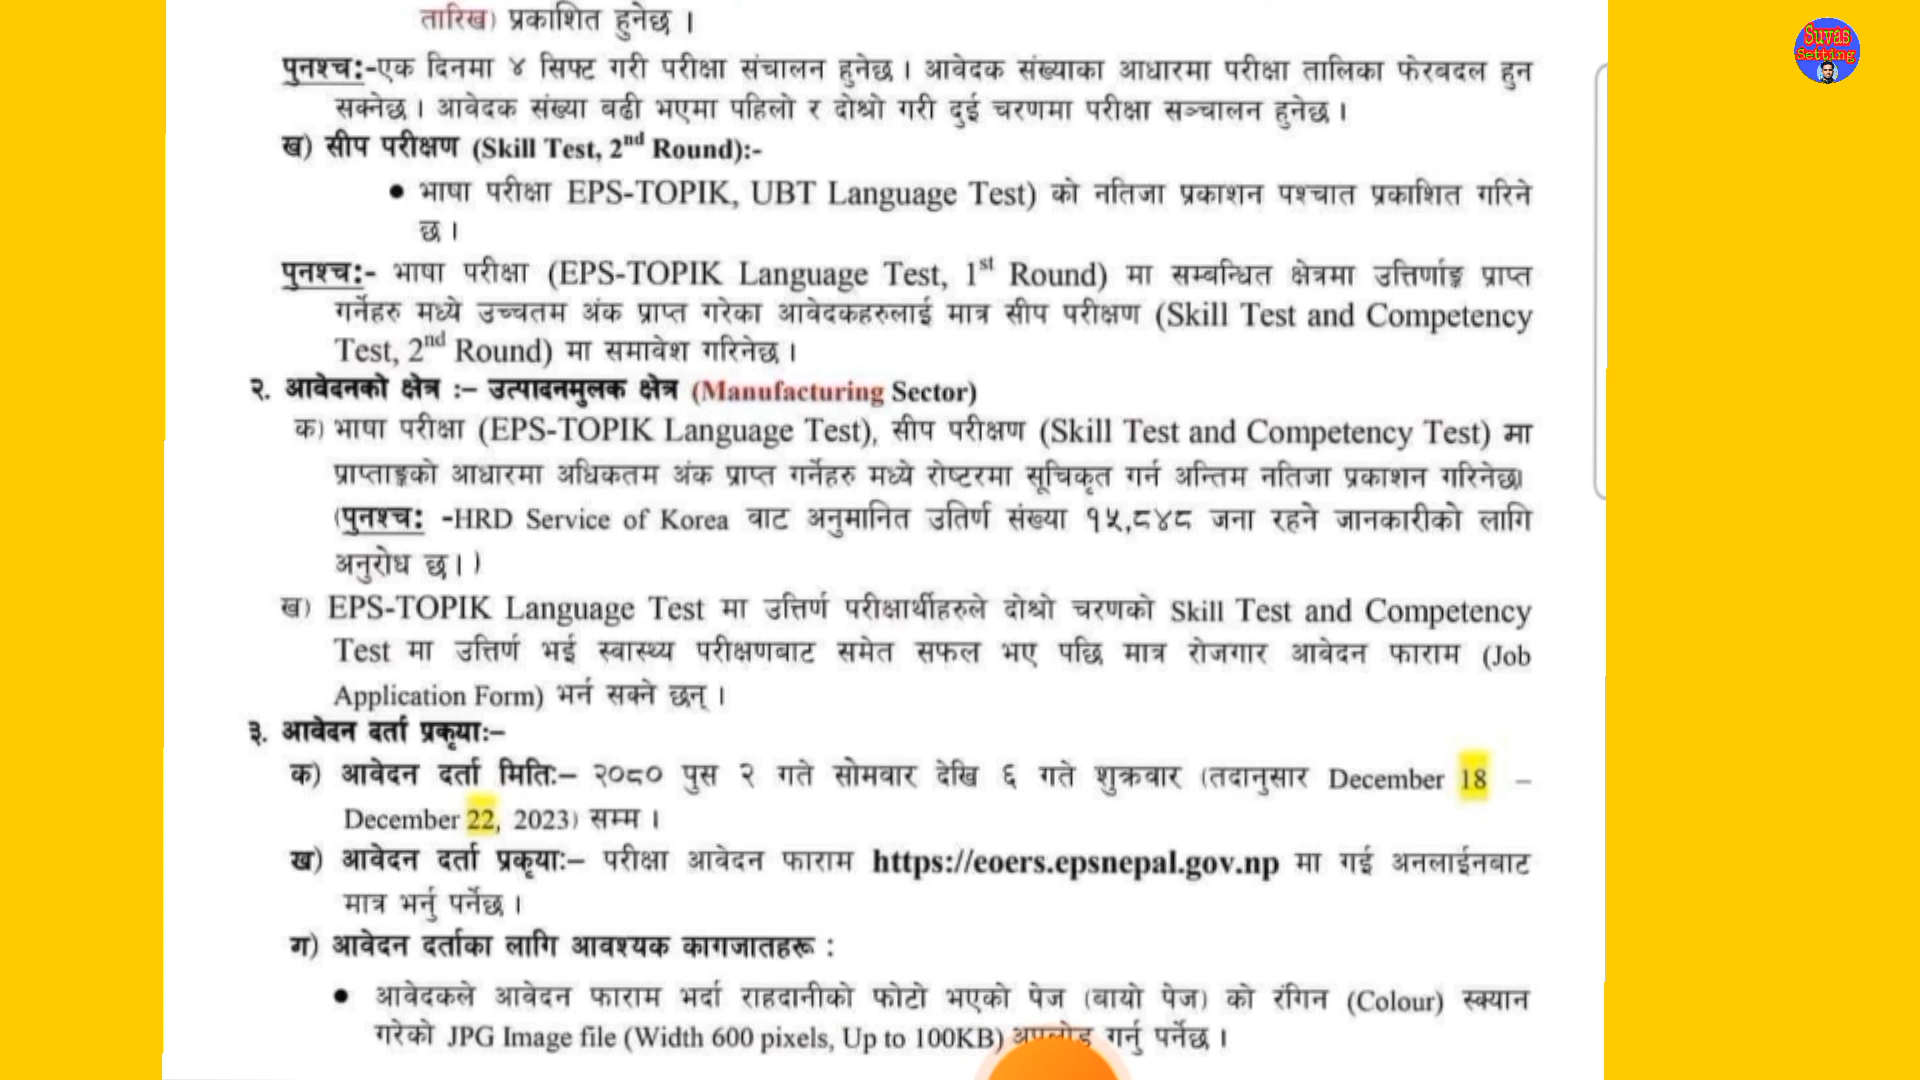 तारिख) प्रकाशित हुनेछ ।
Suvas
Setting
पुनश्चः-एक दिनमा ४ सिफ्ट गरी परीक्षा संचालन हुनेछ । आवेदक संख्याका आधारमा परीक्षा तालिका फेरबदल हुन
सक्नेछ । आवेदक संख्या बढी भएमा पहिलो र दोश्रो गरी दुई चरणमा परीक्षा सञ्चालन हुनेछ ।
ख) सीप परीक्षण (Skill Test, 2nd Round):-
• भाषा परीक्षा EPS-TOPIK, UBT Language Test) को नतिजा प्रकाशन पश्चात प्रकाशित गरिने
छ ।
पुनश्चः- भाषा परीक्षा (EPS-TOPIK Language Test, 1st Round) मा सम्बन्धित क्षेत्रमा उत्तिर्णाङ्क प्राप्त
गर्नेहरु मध्ये उच्चतम अंक प्राप्त गरेका आवेदकहरुलाई मात्र सीप परीक्षण (Skill Test and Competency
Test, 2nd Round) मा समावेश गरिनेछ ।
२. आवेदनको क्षेत्र :– उत्पादनमुलक क्षेत्र (Manufacturing Sector)
क) भाषा परीक्षा (EPS-TOPIK Language Test), सीप परीक्षण (Skill Test and Competency Test) मा
प्राप्ताङ्कको आधारमा अधिकतम अंक प्राप्त गर्नेहरु मध्ये रोष्टरमा सूचिकृत गर्न अन्तिम नतिजा प्रकाशन गरिनेछ।
(पुनश्चः -HRD Service of Korea बाट अनुमानित उतिर्ण संख्या १५,८४८ जना रहने जानकारीको लागि
अनुरोध छ। )
ख) EPS-TOPIK Language Test मा उत्तिर्ण परीक्षार्थीहरुले दोश्रो चरणको Skill Test and Competency
Test मा उत्तिर्ण भई स्वास्थ्य परीक्षणबाट समेत सफल भए पछि मात्र रोजगार आवेदन फाराम (Job
Application Form) भर्न सक्ने छन् ।
३. आवेदन दर्ता प्रकृयाः–
क) आवेदन दर्ता मितिः– २०८० पुस २ गते सोमवार देखि ६ गते शुक्रवार (तदानुसार December 18 –
December 22, 2023) सम्म ।
ख) आवेदन दर्ता प्रकृयाः– परीक्षा आवेदन फाराम https://eoers.epsnepal.gov.np मा गई अनलाईनबाट
मात्र भर्नु पर्नेछ ।
ग) आवेदन दर्ताका लागि आवश्यक कागजातहरू :
• आवेदकले आवेदन फाराम भर्दा राहदानीको फोटो भएको पेज (बायो पेज) को रंगिन (Colour) स्क्यान
गरेको JPG Image file (Width 600 pixels, Up to 100KB) अपलोड गर्नु पर्नेछ ।